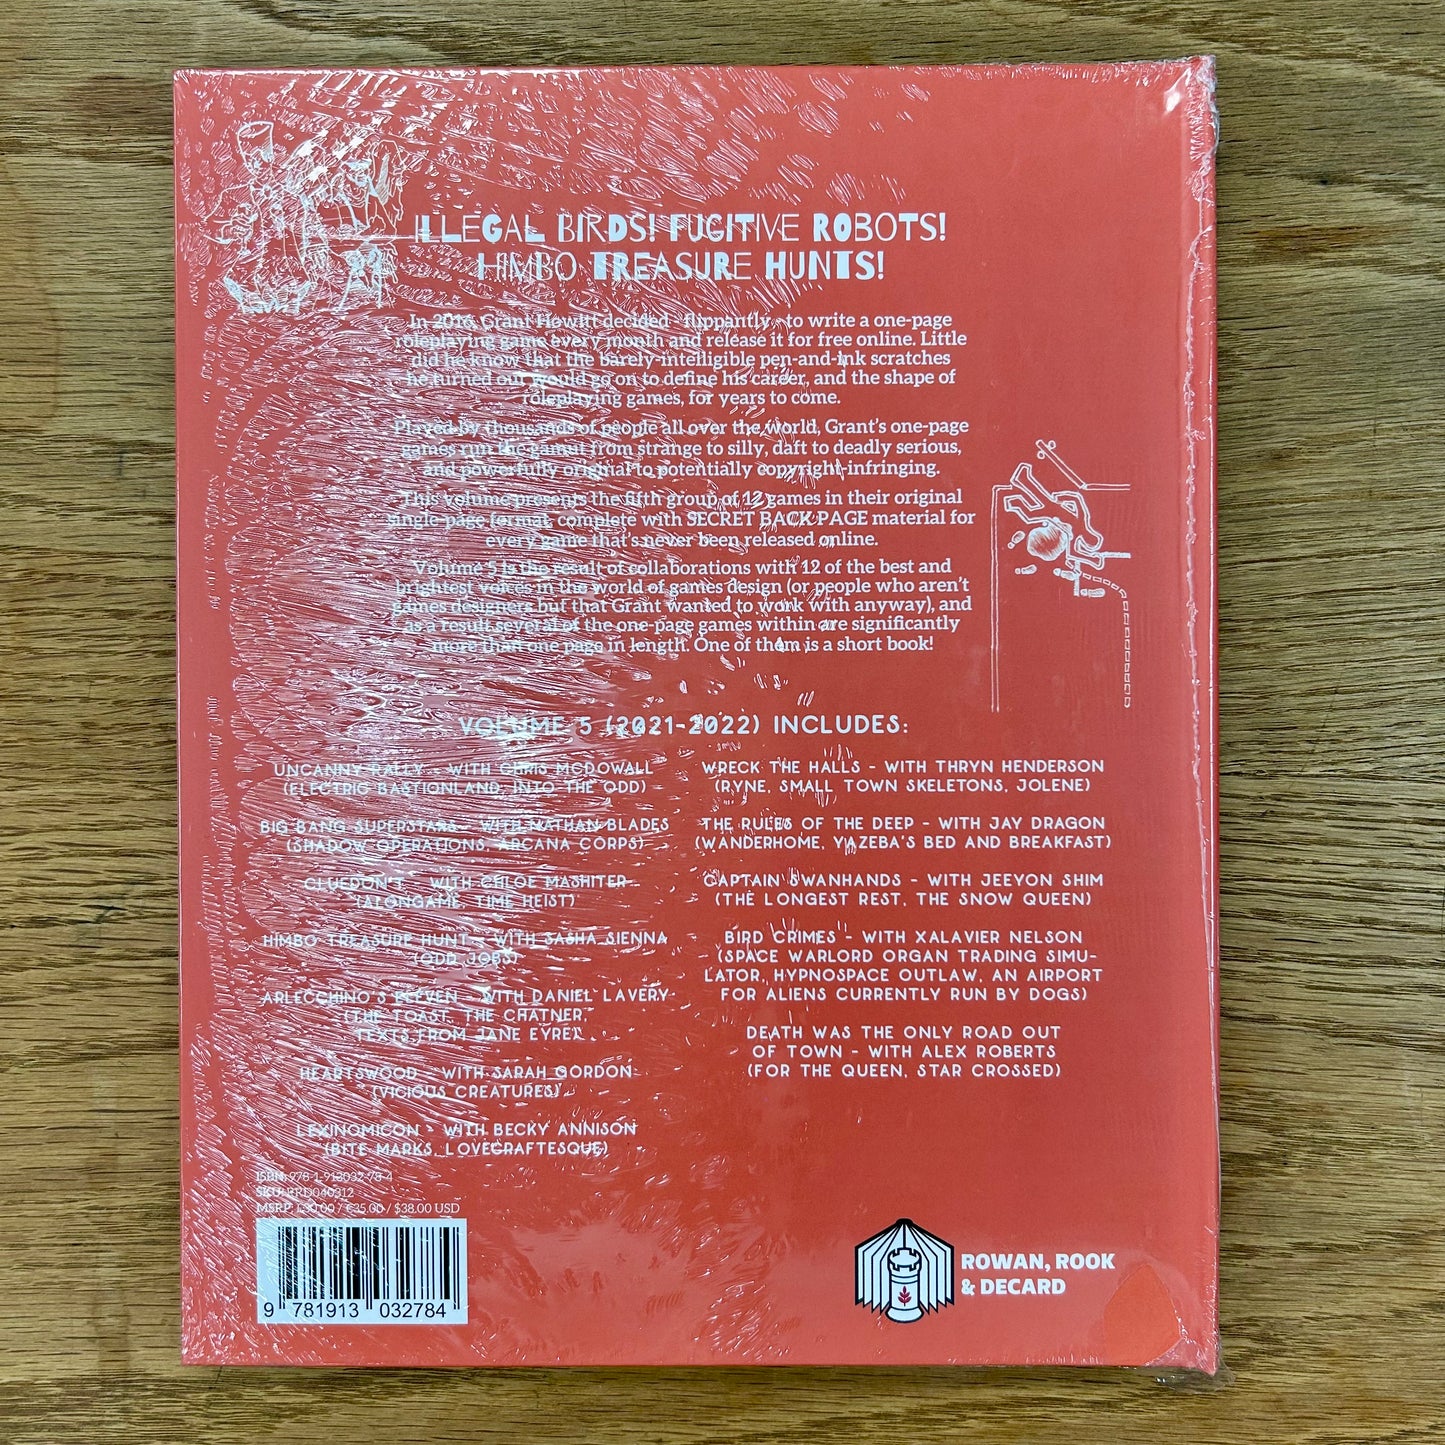 ILLEGAL BIRDS! FUGITIVE ROBOTS!
HIMBO TREASURE HUNTS!
In 2016, Grant Howitt decided - flippantly - to write a one-page
roleplaying game every month and release it for free online. Little
did he know that the barely-intelligible pen-and-ink scratches
he turned out would go on to define his career, and the shape of
roleplaying games, for years to come.
Played by thousands of people all over the world, Grant's one-page
games run the gamut from strange to silly, daft to deadly serious,
and powerfully original to potentially copyright-infringing.
This volume presents the fifth group of 12 games in their original
single-page format, complete with SECRET BACK PAGE material for
every game that's never been released online.
Volume 5 is the result of collaborations with 12 of the best and
brightest voices in the world of games design (or people who aren't
games designers but that Grant wanted to work with anyway), and
as a result several of the one-page games within are significantly
more than one page in length. One of them is a short book!
VOLUME 5 (2021-2022) INCLUDES:
UNCANNY RALLY - WITH CHRIS MCDOWALL
(ELECTRIC BASTIONLAND, INTO THE ODD)
BIG BANG SUPERSTARS - WITH NATHAN BLADES
(SHADOW OPERATIONS, ARCANA CORPS)
CLUEDON'T - WITH CHLOE MASHITER
(ALONGAME, TIME HEIST)
HIMBO TREASURE HUNT - WITH SASHA SIENNA
(ODD JOBS)
ARLECCHINO'S ELEVEN - WITH DANIEL LAVERY
(THE TOAST, THE CHATNER,
TEXTS FROM JANE EYRE)
HEARTSWOOD - WITH SARAH GORDON
(VICIOUS CREATURES)
LEXINOMICON - WITH BECKY ANNISON
(BITE MARKS, LOVECRAFTESQUE)
WRECK THE HALLS - WITH THRYN HENDERSON
(RYNE, SMALL TOWN SKELETONS, JOLENE)
THE RULES OF THE DEEP - WITH JAY DRAGON
(WANDERHOME, YAZEBA'S BED AND BREAKFAST)
CAPTAIN SWANHANDS - WITH JEEYON SHIM
(THE LONGEST REST, THE SNOW QUEEN)
BIRD CRIMES - WITH XALAVIER NELSON
(SPACE WARLORD ORGAN TRADING SIMU-
LATOR, HYPNOSPACE OUTLAW, AN AIRPORT
FOR ALIENS CURRENTLY RUN BY DOGS)
DEATH WAS THE ONLY ROAD OUT
OF TOWN - WITH ALEX ROBERTS
(FOR THE QUEEN, STAR CROSSED)
ISBN: 978-1-913032-78-4
SKU: RRD040312
MSRP: £30.00 / €35.00 / $38.00 USD
9 781913 032784
ROWAN, ROOK
& DECARD